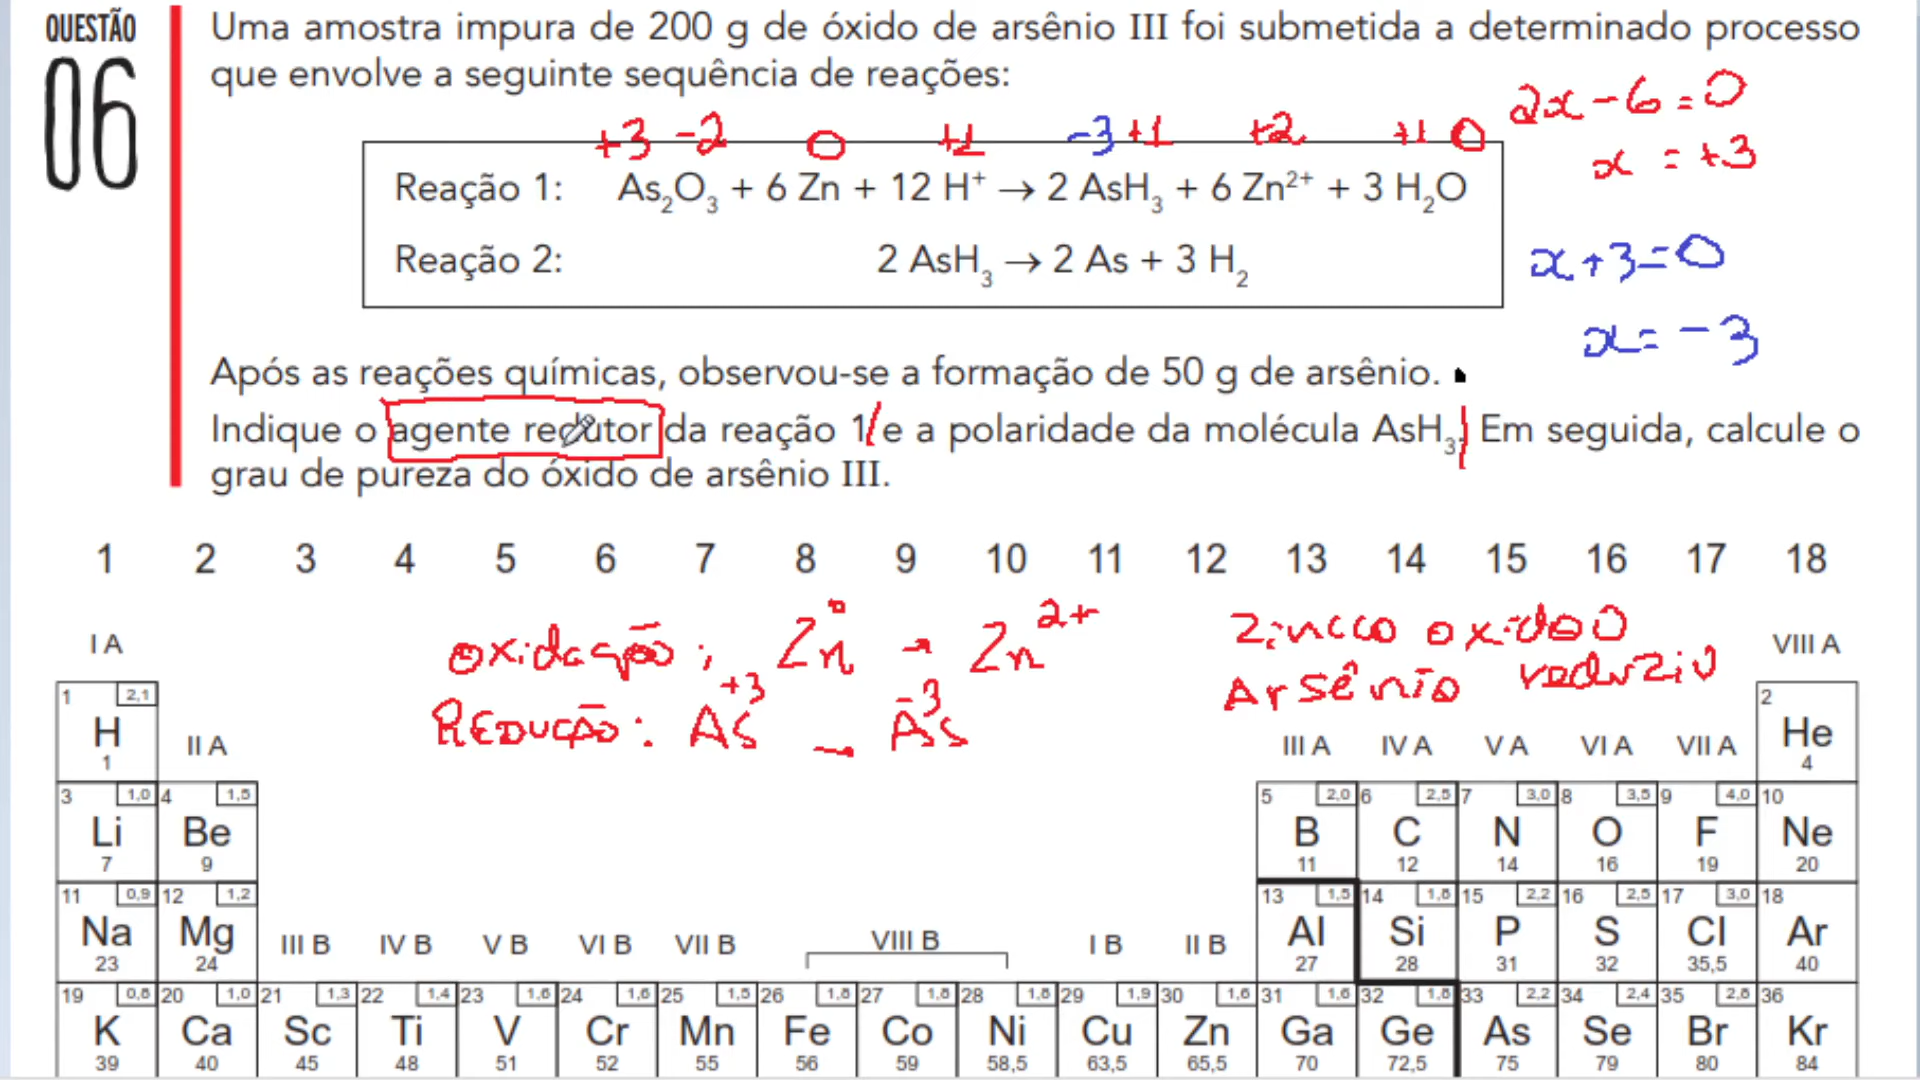 QUESTÃO
06
Uma amostra impura de 200 g de óxido de arsênio III foi submetida a determinado processo
que envolve a seguinte sequência de reações:
2x - 6 = 0
x = +3
+3 -2 0 +1 -3 +1 +2 +1 0
Reação 1: As₂O₃ + 6 Zn + 12 H⁺ → 2 AsH₃ + 6 Zn²⁺ + 3 H₂O
Reação 2: 2 AsH₃ → 2 As + 3 H₂
x + 3 = 0
x = -3
Após as reações químicas, observou-se a formação de 50 g de arsênio.
Indique o agente redutor da reação 1 e a polaridade da molécula AsH₃. Em seguida, calcule o
grau de pureza do óxido de arsênio III.
1 2 3 4 5 6 7 8 9 10 11 12 13 14 15 16 17 18
oxidação: Zn⁰ → Zn²⁺
REDUÇÃO: As⁺³ → As⁻³
Zincco oxidoO
Arsênio reduziu
I A VIII A
1 2,1 2
H He
1 4
II A III A IV A V A VI A VII A
3 1,0 4 1,5 5 2,0 6 2,5 7 3,0 8 3,5 9 4,0 10
Li Be B C N O F Ne
7 9 11 12 14 16 19 20
11 0,9 12 1,2 13 1,5 14 1,8 15 2,2 16 2,5 17 3,0 18
Na Mg Al Si P S Cl Ar
23 24 27 28 31 32 35,5 40
III B IV B V B VI B VII B VIII B I B II B
19 0,8 20 1,0 21 1,3 22 1,4 23 1,6 24 1,6 25 1,5 26 1,8 27 1,8 28 1,8 29 1,9 30 1,6 31 1,6 32 1,8 33 2,2 34 2,4 35 2,8 36
K Ca Sc Ti V Cr Mn Fe Co Ni Cu Zn Ga Ge As Se Br Kr
39 40 45 48 51 52 55 56 59 58,5 63,5 65,5 70 72,5 75 79 80 84